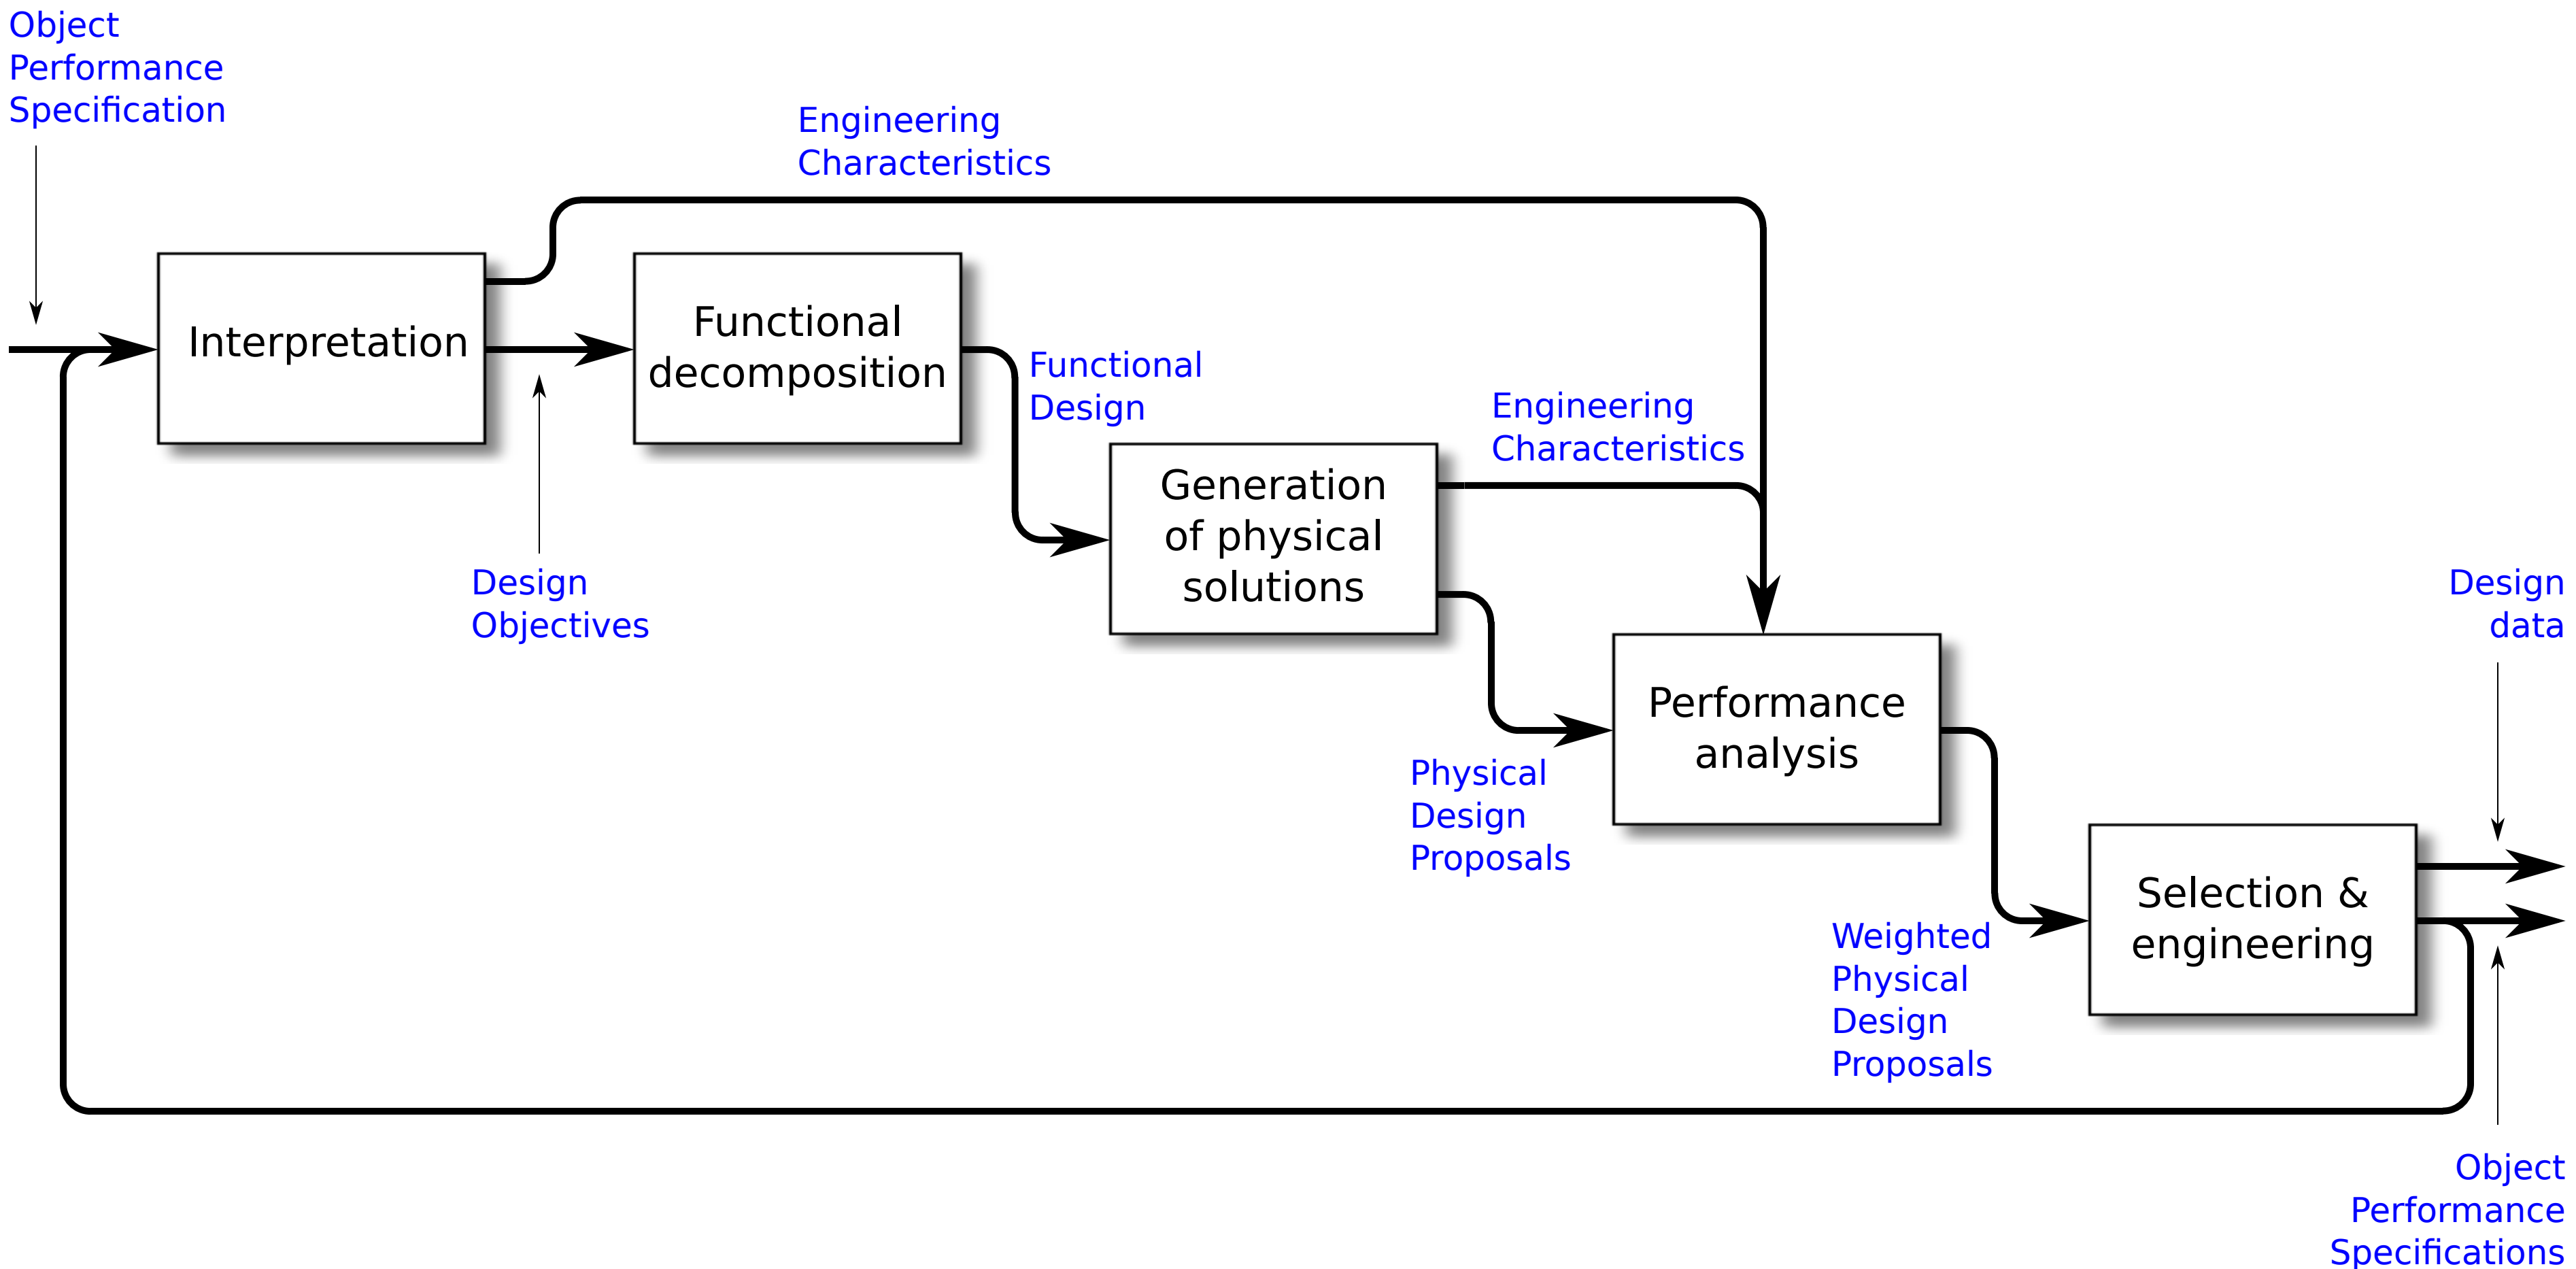 Object
Performance
Specification
Engineering
Characteristics
Interpretation
Functional
decomposition
Functional
Design
Design
Objectives
Engineering
Characteristics
Generation
of physical
solutions
Physical
Design
Proposals
Performance
analysis
Design
data
Weighted
Physical
Design
Proposals
Selection &
engineering
Object
Performance
Specifications